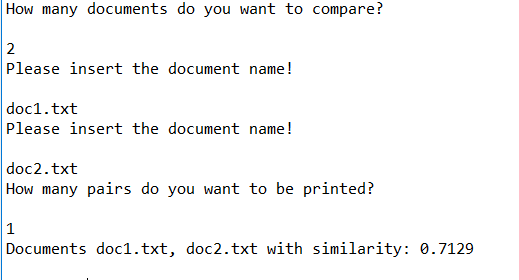 How many documents do you want to compare?
2
Please insert the document name!
doc1.txt
Please insert the document name!
doc2.txt
How many pairs do you want to be printed?
1
Documents doc1.txt, doc2.txt with similarity: 0.7129